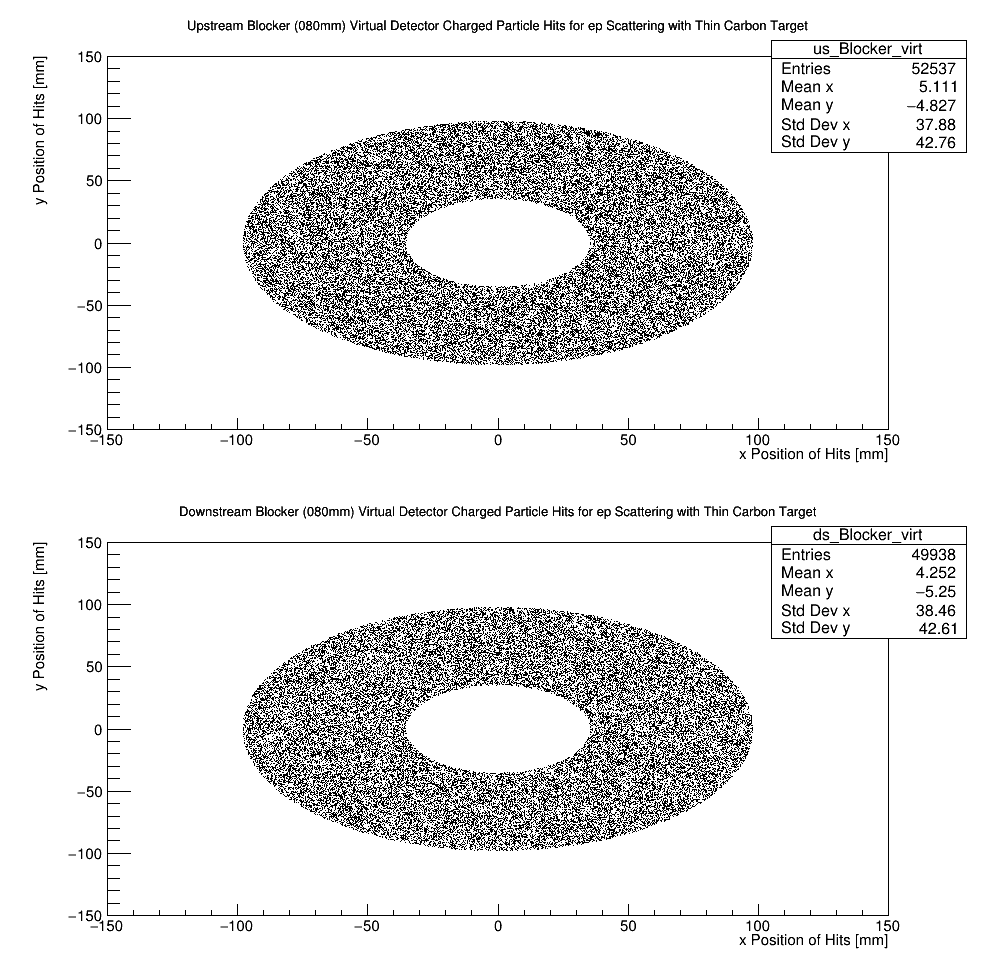 Upstream Blocker (080mm) Virtual Detector Charged Particle Hits for ep Scattering with Thin Carbon Target
us_Blocker_virt
Entries 52537
Mean x 5.111
Mean y −4.827
Std Dev x 37.88
Std Dev y 42.76
y Position of Hits [mm]
150
100
50
0
−50
−100
−150
−150 −100 −50 0 50 100 150
x Position of Hits [mm]
Downstream Blocker (080mm) Virtual Detector Charged Particle Hits for ep Scattering with Thin Carbon Target
ds_Blocker_virt
Entries 49938
Mean x 4.252
Mean y −5.25
Std Dev x 38.46
Std Dev y 42.61
y Position of Hits [mm]
150
100
50
0
−50
−100
−150
−150 −100 −50 0 50 100 150
x Position of Hits [mm]